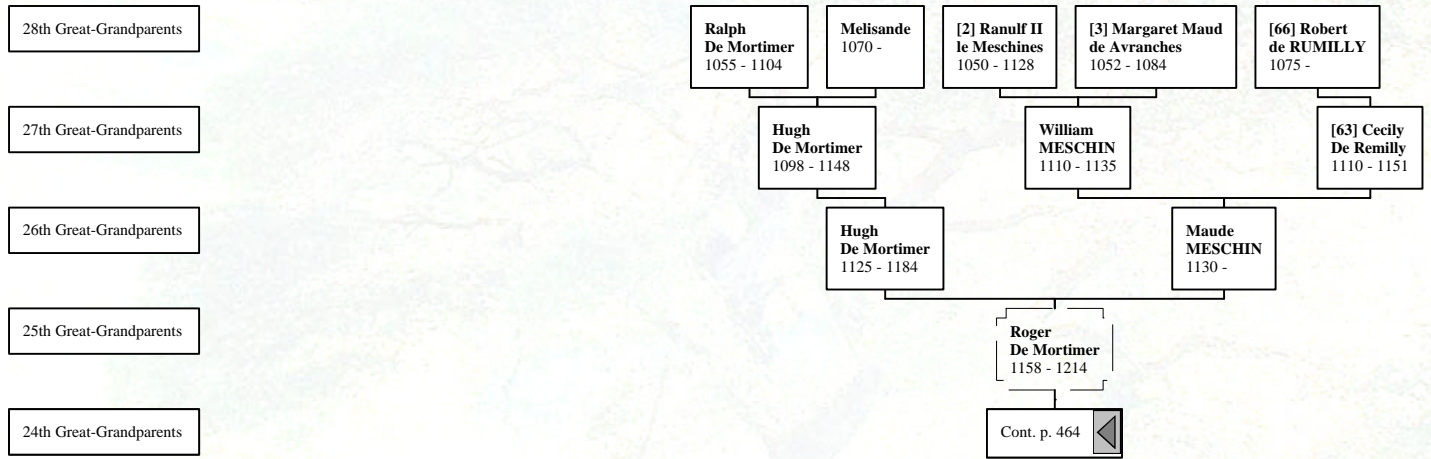 28th Great-Grandparents
Ralph
De Mortimer
1055 - 1104
Melisande
1070 -
[2] Ranulf II
le Meschines
1050 - 1128
[3] Margaret Maud
de Avranches
1052 - 1084
[66] Robert
de RUMILLY
1075 -
27th Great-Grandparents
Hugh
De Mortimer
1098 - 1148
William
MESCHIN
1110 - 1135
[63] Cecily
De Remilly
1110 - 1151
26th Great-Grandparents
Hugh
De Mortimer
1125 - 1184
Maude
MESCHIN
1130 -
25th Great-Grandparents
Roger
De Mortimer
1158 - 1214
24th Great-Grandparents
Cont. p. 464